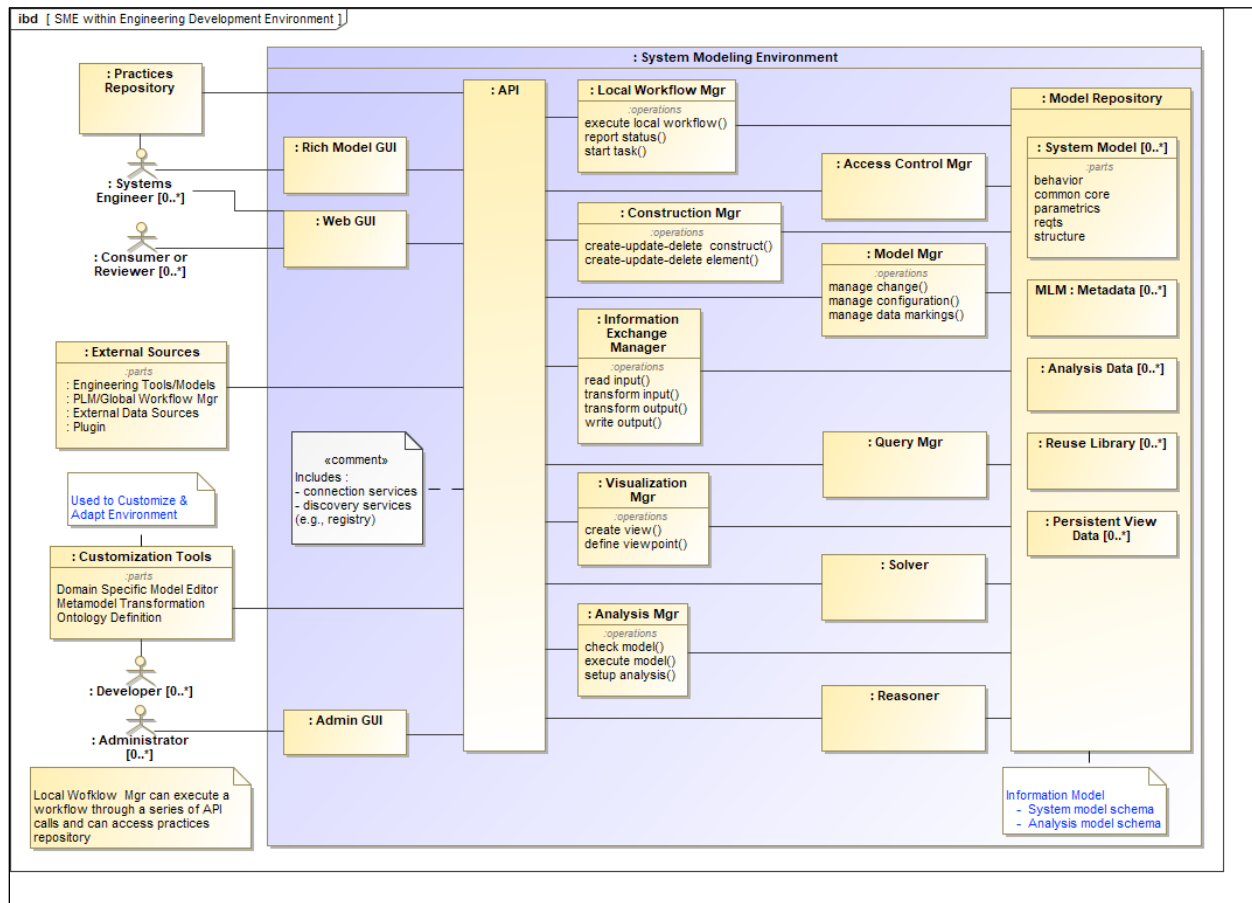 ibd [ SME within Engineering Development Environment ]
: System Modeling Environment
: Practices
Repository
: Systems
Engineer [0..*]
: Consumer or
Reviewer [0..*]
: External Sources
:parts
: Engineering Tools/Models
: PLM/Global Workflow Mgr
: External Data Sources
: Plugin
Used to Customize &
Adapt Environment
: Customization Tools
:parts
Domain Specific Model Editor
Metamodel Transformation
Ontology Definition
: Developer [0..*]
: Administrator
[0..*]
Local Wofklow Mgr can execute a
workflow through a series of API
calls and can access practices
repository
: Rich Model GUI
: Web GUI
«comment»
Includes :
- connection services
- discovery services
(e.g., registry)
: Admin GUI
: API
: Local Workflow Mgr
:operations
execute local workflow()
report status()
start task()
: Construction Mgr
:operations
create-update-delete construct()
create-update-delete element()
: Information
Exchange
Manager
:operations
read input()
transform input()
transform output()
write output()
: Visualization
Mgr
:operations
create view()
define viewpoint()
: Analysis Mgr
:operations
check model()
execute model()
setup analysis()
: Access Control Mgr
: Model Mgr
:operations
manage change()
manage configuration()
manage data markings()
: Query Mgr
: Solver
: Reasoner
: Model Repository
: System Model [0..*]
:parts
behavior
common core
parametrics
reqts
structure
MLM : Metadata [0..*]
: Analysis Data [0..*]
: Reuse Library [0..*]
: Persistent View
Data [0..*]
Information Model
- System model schema
- Analysis model schema